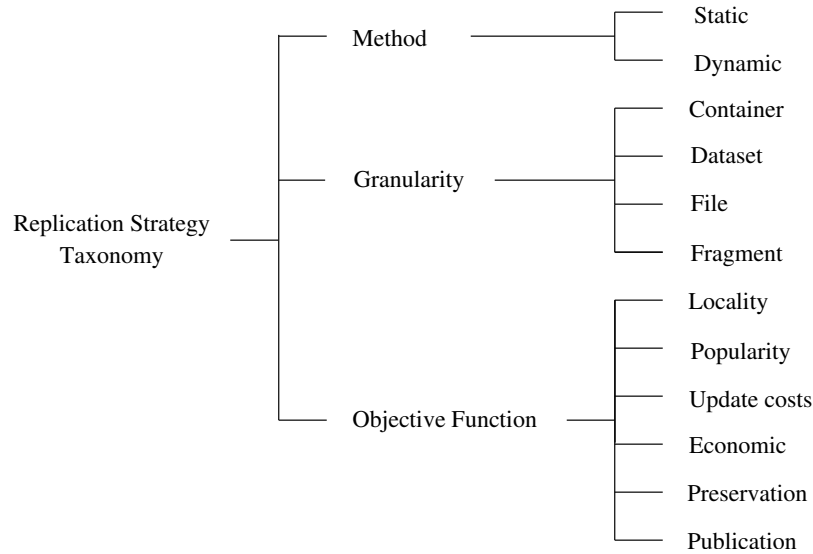 Replication Strategy
Taxonomy
Method
Static
Dynamic
Granularity
Container
Dataset
File
Fragment
Objective Function
Locality
Popularity
Update costs
Economic
Preservation
Publication